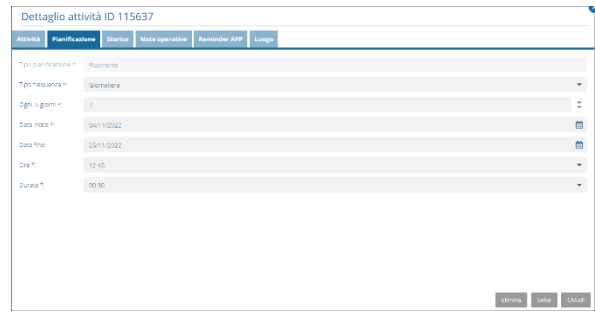 Dettaglio attività ID 115637
Attività Pianificazione Storico Note operative Reminder APP Luogo
Tipo pianificazione *: Ricorrente
Tipo frequenza *: Giornaliera
Ogni N giorni *: 2
Data inizio *: 04/11/2022
Data fine: 25/11/2022
Ora *: 12:45
Durata *: 00:30
Elimina Salva Chiudi